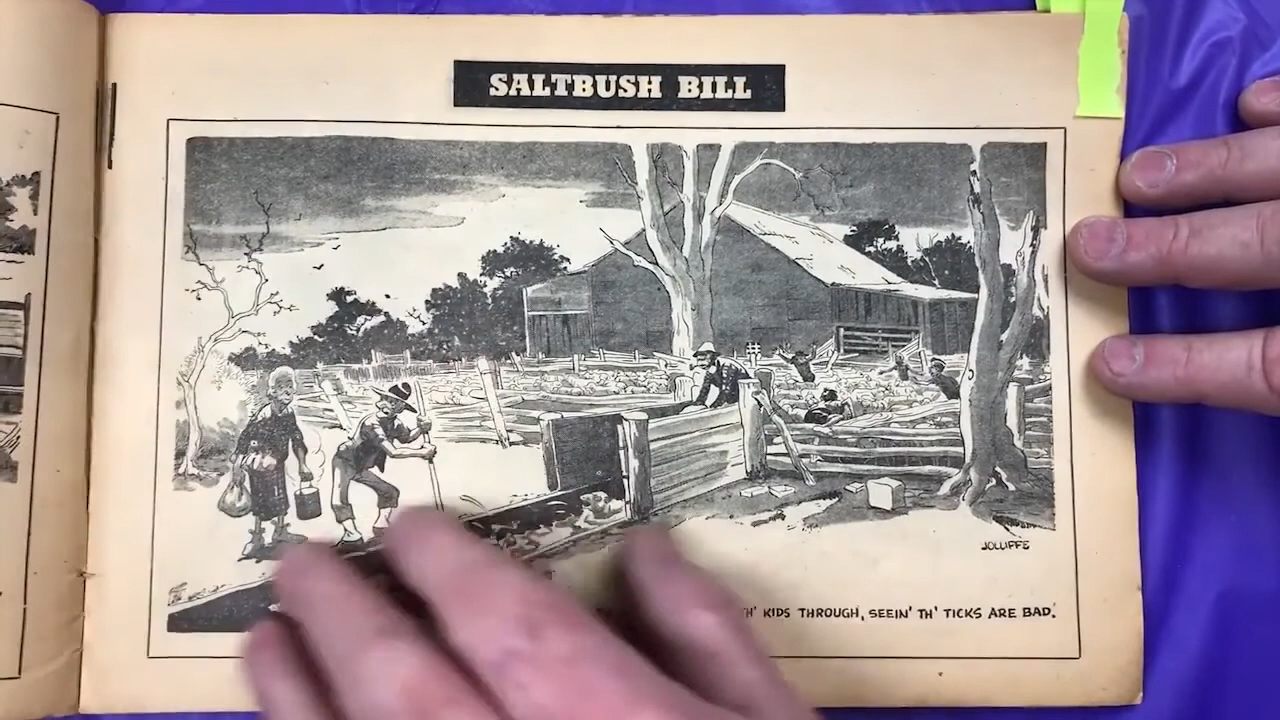 SALTBUSH BILL
JOLLIFFE
TH' KIDS THROUGH, SEEIN' TH' TICKS ARE BAD.